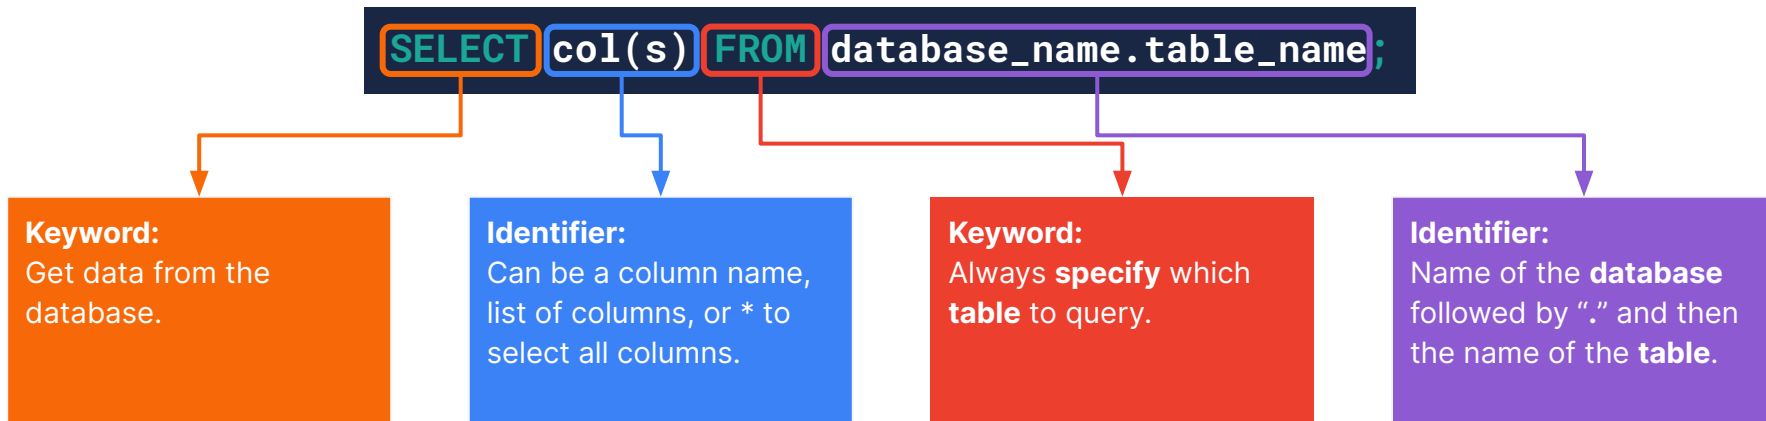 SELECT col(s) FROM database_name.table_name;
Keyword:
Get data from the
database.
Identifier:
Can be a column name,
list of columns, or * to
select all columns.
Keyword:
Always specify which
table to query.
Identifier:
Name of the database
followed by “.” and then
the name of the table.